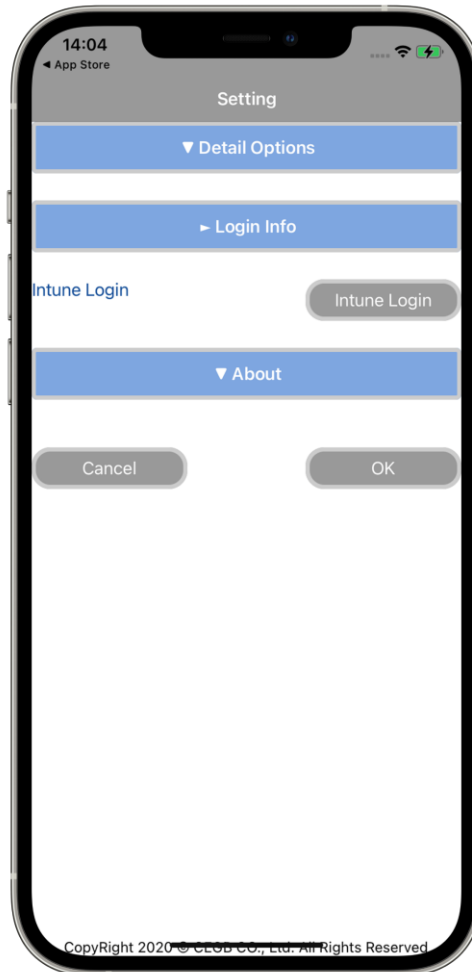 14:04
◄ App Store
Setting
▼ Detail Options
► Login Info
Intune Login
Intune Login
▼ About
Cancel
OK
CopyRight 2020 © CEGB CO., Ltd. All Rights Reserved